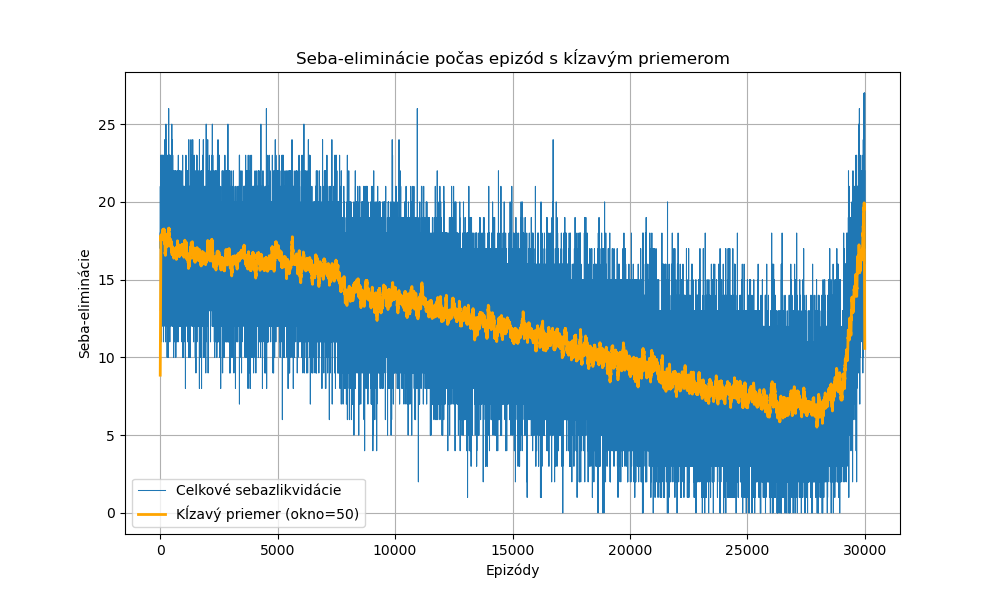 Seba-eliminácie počas epizód s kĺzavým priemerom
Seba-eliminácie
25
20
15
10
5
0
Celkové sebazlikvidácie
Kĺzavý priemer (okno=50)
0 5000 10000 15000 20000 25000 30000
Epizódy